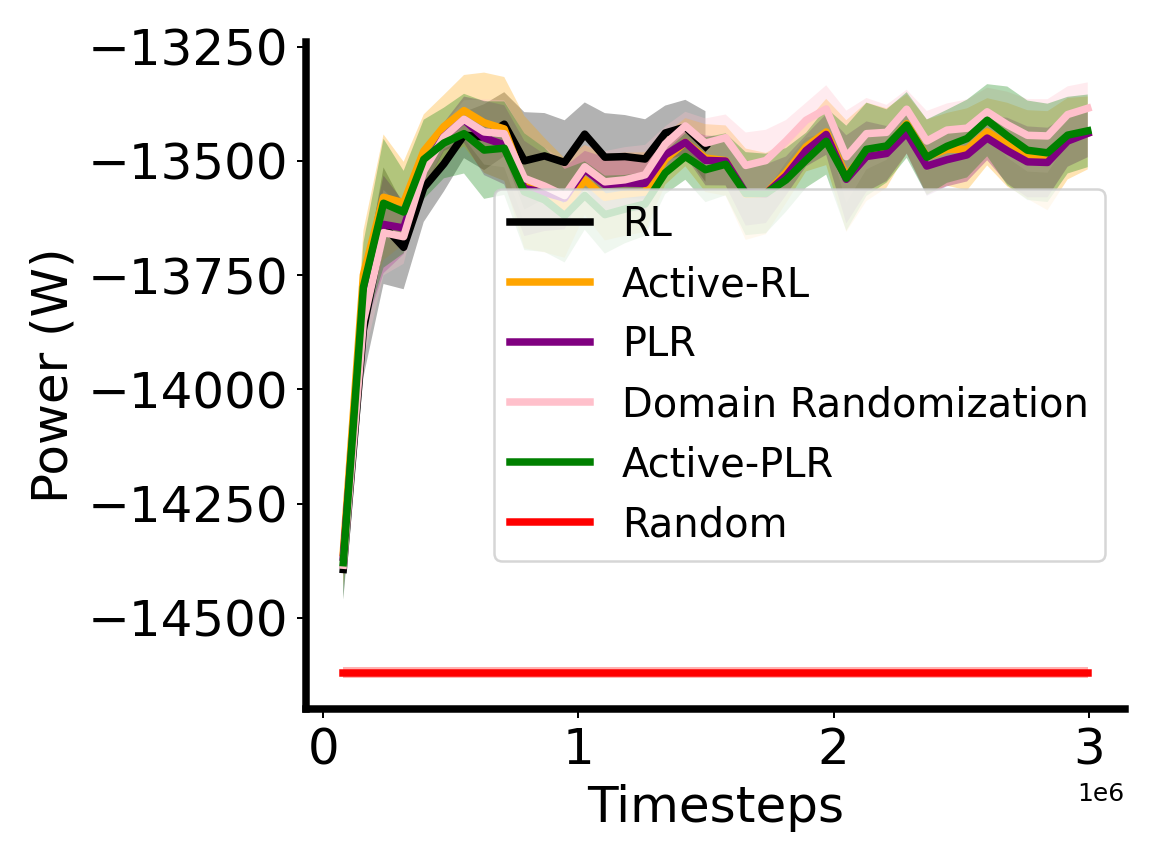 −13250
−13500
−13750
−14000
−14250
−14500
Power (W)
RL
Active-RL
PLR
Domain Randomization
Active-PLR
Random
0
1
2
3
1e6
Timesteps